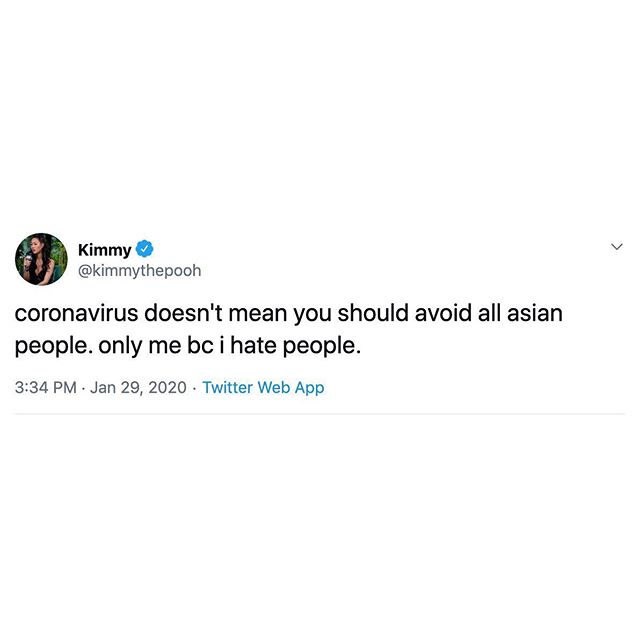 Kimmy
@kimmythepooh
coronavirus doesn't mean you should avoid all asian
people. only me bc i hate people.
3:34 PM · Jan 29, 2020 · Twitter Web App